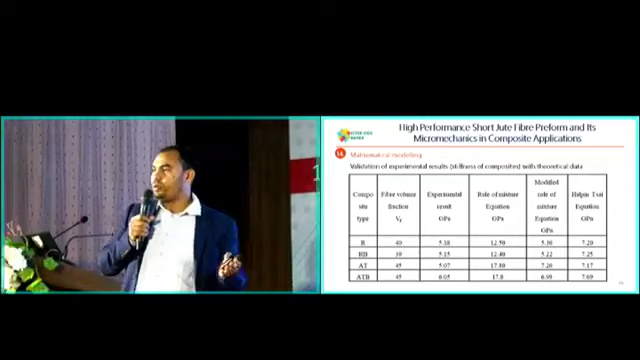 High Performance Short Jute Fibre Preform and Its
Micromechanics in Composite Applications
14. Mathematical modelling
Validation of experimental results (stiffness of composites) with theoretical data
Compo site type | Fibre volume fraction Vf | Experimental result GPa | Role of mixture Equation GPa | Modified role of mixture Equation GPa | Halpin Tsai Equation GPa
R | 40 | 5.18 | 12.50 | 5.30 | 7.20
RB | 39 | 5.15 | 12.40 | 5.22 | 7.25
AT | 45 | 5.07 | 17.80 | 7.20 | 7.17
ATB | 45 | 6.05 | 17.8 | 6.99 | 7.09